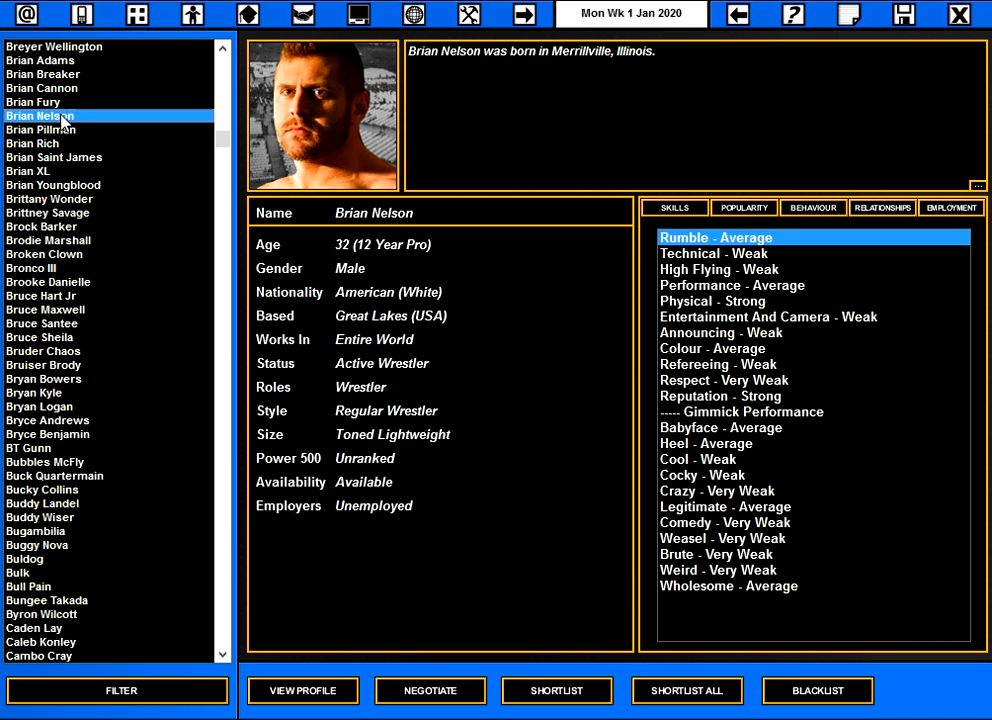 Mon Wk 1 Jan 2020
Breyer Wellington
Brian Adams
Brian Breaker
Brian Cannon
Brian Fury
Brian Nelson
Brian Pillman
Brian Rich
Brian Saint James
Brian XL
Brian Youngblood
Brittany Wonder
Brittney Savage
Brock Barker
Brodie Marshall
Broken Clown
Bronco III
Brooke Danielle
Bruce Hart Jr
Bruce Maxwell
Bruce Santee
Bruce Sheila
Bruder Chaos
Bruiser Brody
Bryan Bowers
Bryan Kyle
Bryan Logan
Bryce Andrews
Bryce Benjamin
BT Gunn
Bubbles McFly
Buck Quartermain
Bucky Collins
Buddy Landel
Buddy Wiser
Bugambilia
Buggy Nova
Buldog
Bulk
Bull Pain
Bungee Takada
Byron Wilcott
Caden Lay
Caleb Konley
Cambo Cray
FILTER
Brian Nelson was born in Merrillville, Illinois.
...
Name Brian Nelson
Age 32 (12 Year Pro)
Gender Male
Nationality American (White)
Based Great Lakes (USA)
Works In Entire World
Status Active Wrestler
Roles Wrestler
Style Regular Wrestler
Size Toned Lightweight
Power 500 Unranked
Availability Available
Employers Unemployed
SKILLS POPULARITY BEHAVIOUR RELATIONSHIPS EMPLOYMENT
Rumble - Average
Technical - Weak
High Flying - Weak
Performance - Average
Physical - Strong
Entertainment And Camera - Weak
Announcing - Weak
Colour - Average
Refereeing - Weak
Respect - Very Weak
Reputation - Strong
----- Gimmick Performance
Babyface - Average
Heel - Average
Cool - Weak
Cocky - Weak
Crazy - Very Weak
Legitimate - Average
Comedy - Very Weak
Weasel - Very Weak
Brute - Very Weak
Weird - Very Weak
Wholesome - Average
VIEW PROFILE NEGOTIATE SHORTLIST SHORTLIST ALL BLACKLIST